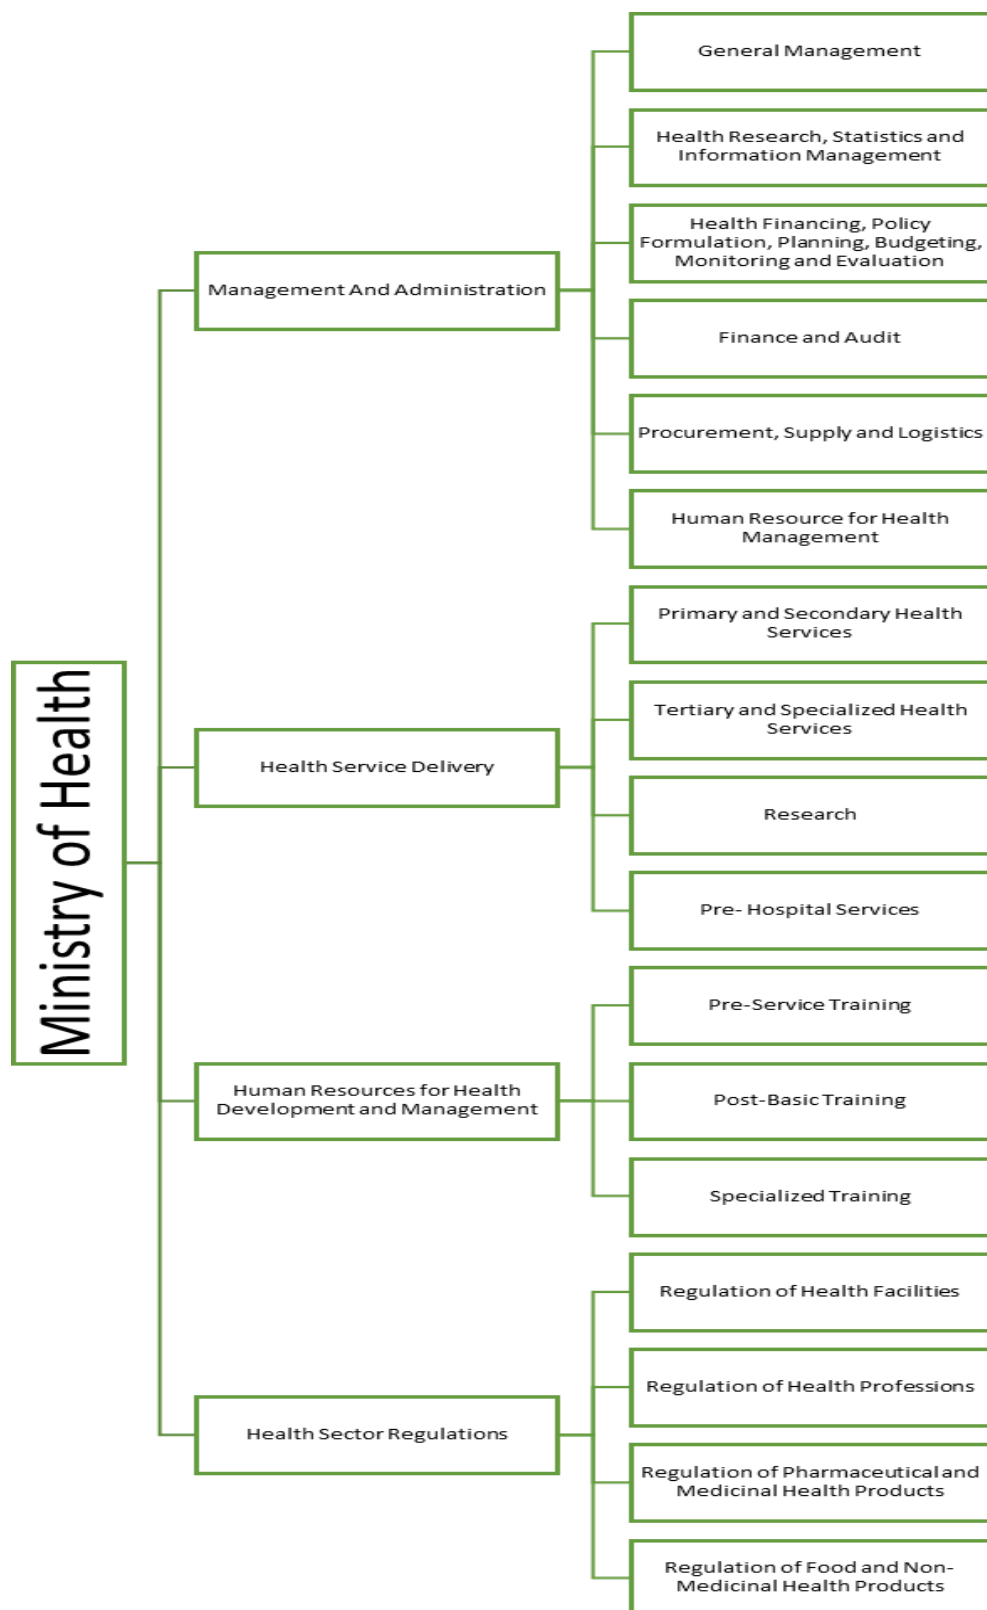 Ministry of Health
Management And Administration
General Management
Health Research, Statistics and
Information Management
Health Financing, Policy
Formulation, Planning, Budgeting,
Monitoring and Evaluation
Finance and Audit
Procurement, Supply and Logistics
Human Resource for Health
Management
Health Service Delivery
Primary and Secondary Health
Services
Tertiary and Specialized Health
Services
Research
Pre- Hospital Services
Human Resources for Health
Development and Management
Pre-Service Training
Post-Basic Training
Specialized Training
Health Sector Regulations
Regulation of Health Facilities
Regulation of Health Professions
Regulation of Pharmaceutical and
Medicinal Health Products
Regulation of Food and Non-
Medicinal Health Products